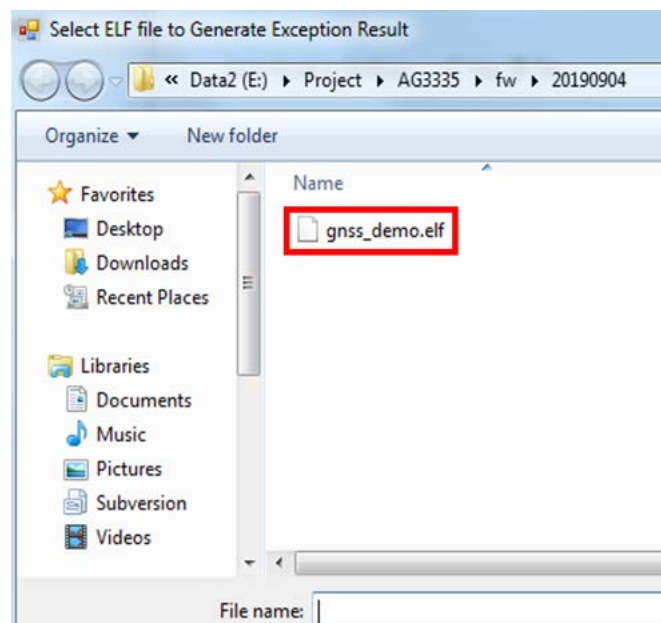 Select ELF file to Generate Exception Result
« Data2 (E:) ▸ Project ▸ AG3335 ▸ fw ▸ 20190904
Organize ▼ New folder
Favorites
Desktop
Downloads
Recent Places
Libraries
Documents
Music
Pictures
Subversion
Videos
Name
gnss_demo.elf
File name: